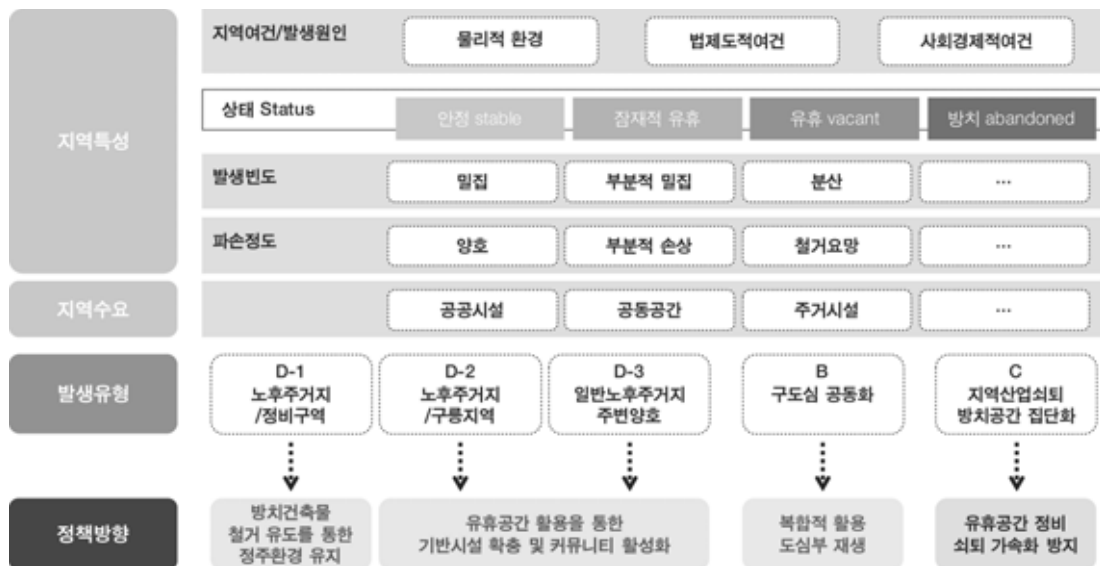 지역특성
지역여건/발생원인
물리적 환경
법제도적여건
사회경제적여건
상태 Status
안정 stable
잠재적 유휴
유휴 vacant
방치 abandoned
발생빈도
밀집
부분적 밀집
분산
...
파손정도
양호
부분적 손상
철거요망
...
지역수요
공공시설
공동공간
주거시설
...
발생유형
D-1
노후주거지
/정비구역
D-2
노후주거지
/구릉지역
D-3
일반노후주거지
주변양호
B
구도심 공동화
C
지역산업쇠퇴
방치공간 집단화
정책방향
방치건축물
철거 유도를 통한
정주환경 유지
유휴공간 활용을 통한
기반시설 확충 및 커뮤니티 활성화
복합적 활용
도심부 재생
유휴공간 정비
쇠퇴 가속화 방지